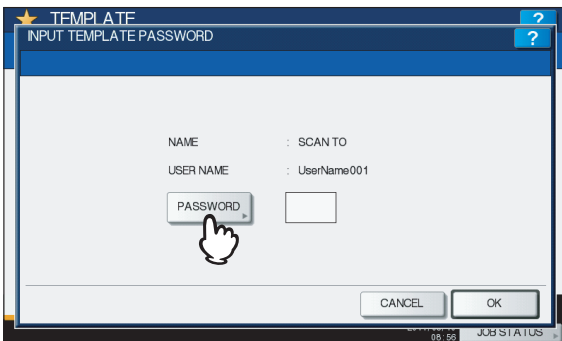 TEMPLATE ?
INPUT TEMPLATE PASSWORD ?
NAME : SCAN TO
USER NAME : UserName001
PASSWORD
CANCEL OK
08:56 JOB STATUS